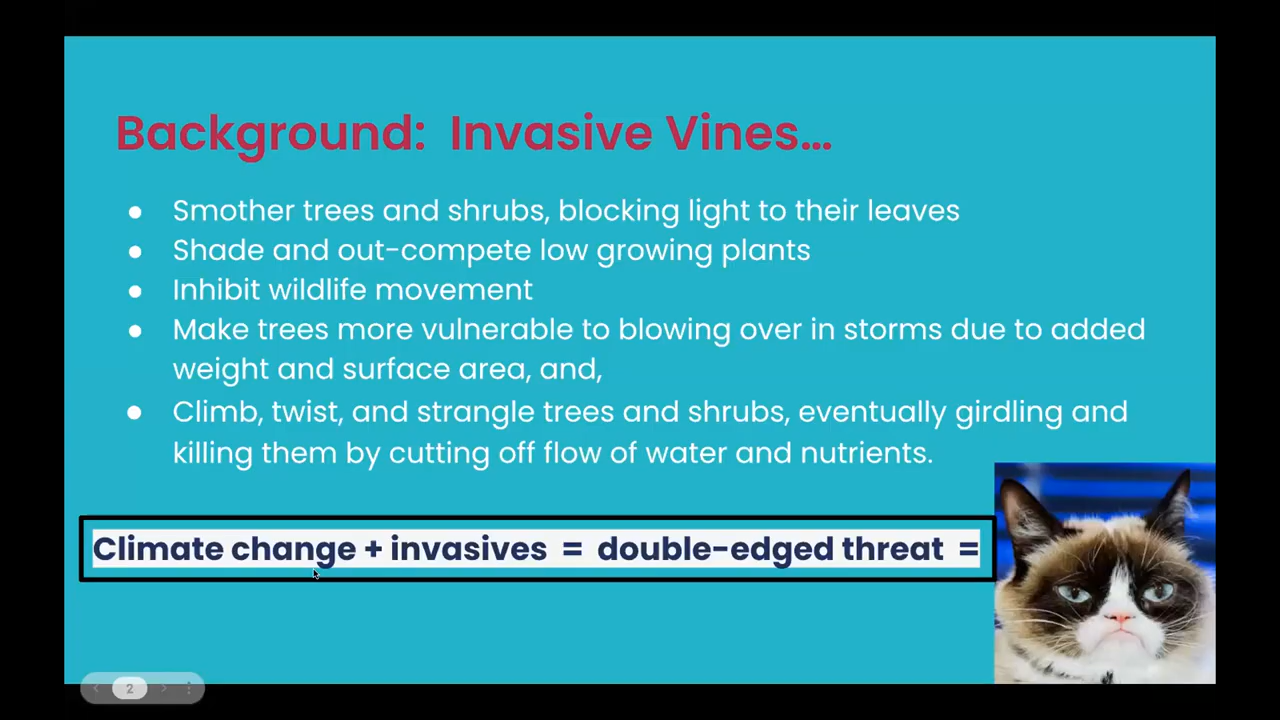 Background: Invasive Vines…
● Smother trees and shrubs, blocking light to their leaves
● Shade and out-compete low growing plants
● Inhibit wildlife movement
● Make trees more vulnerable to blowing over in storms due to added
weight and surface area, and,
● Climb, twist, and strangle trees and shrubs, eventually girdling and
killing them by cutting off flow of water and nutrients.
Climate change + invasives = double-edged threat =
2